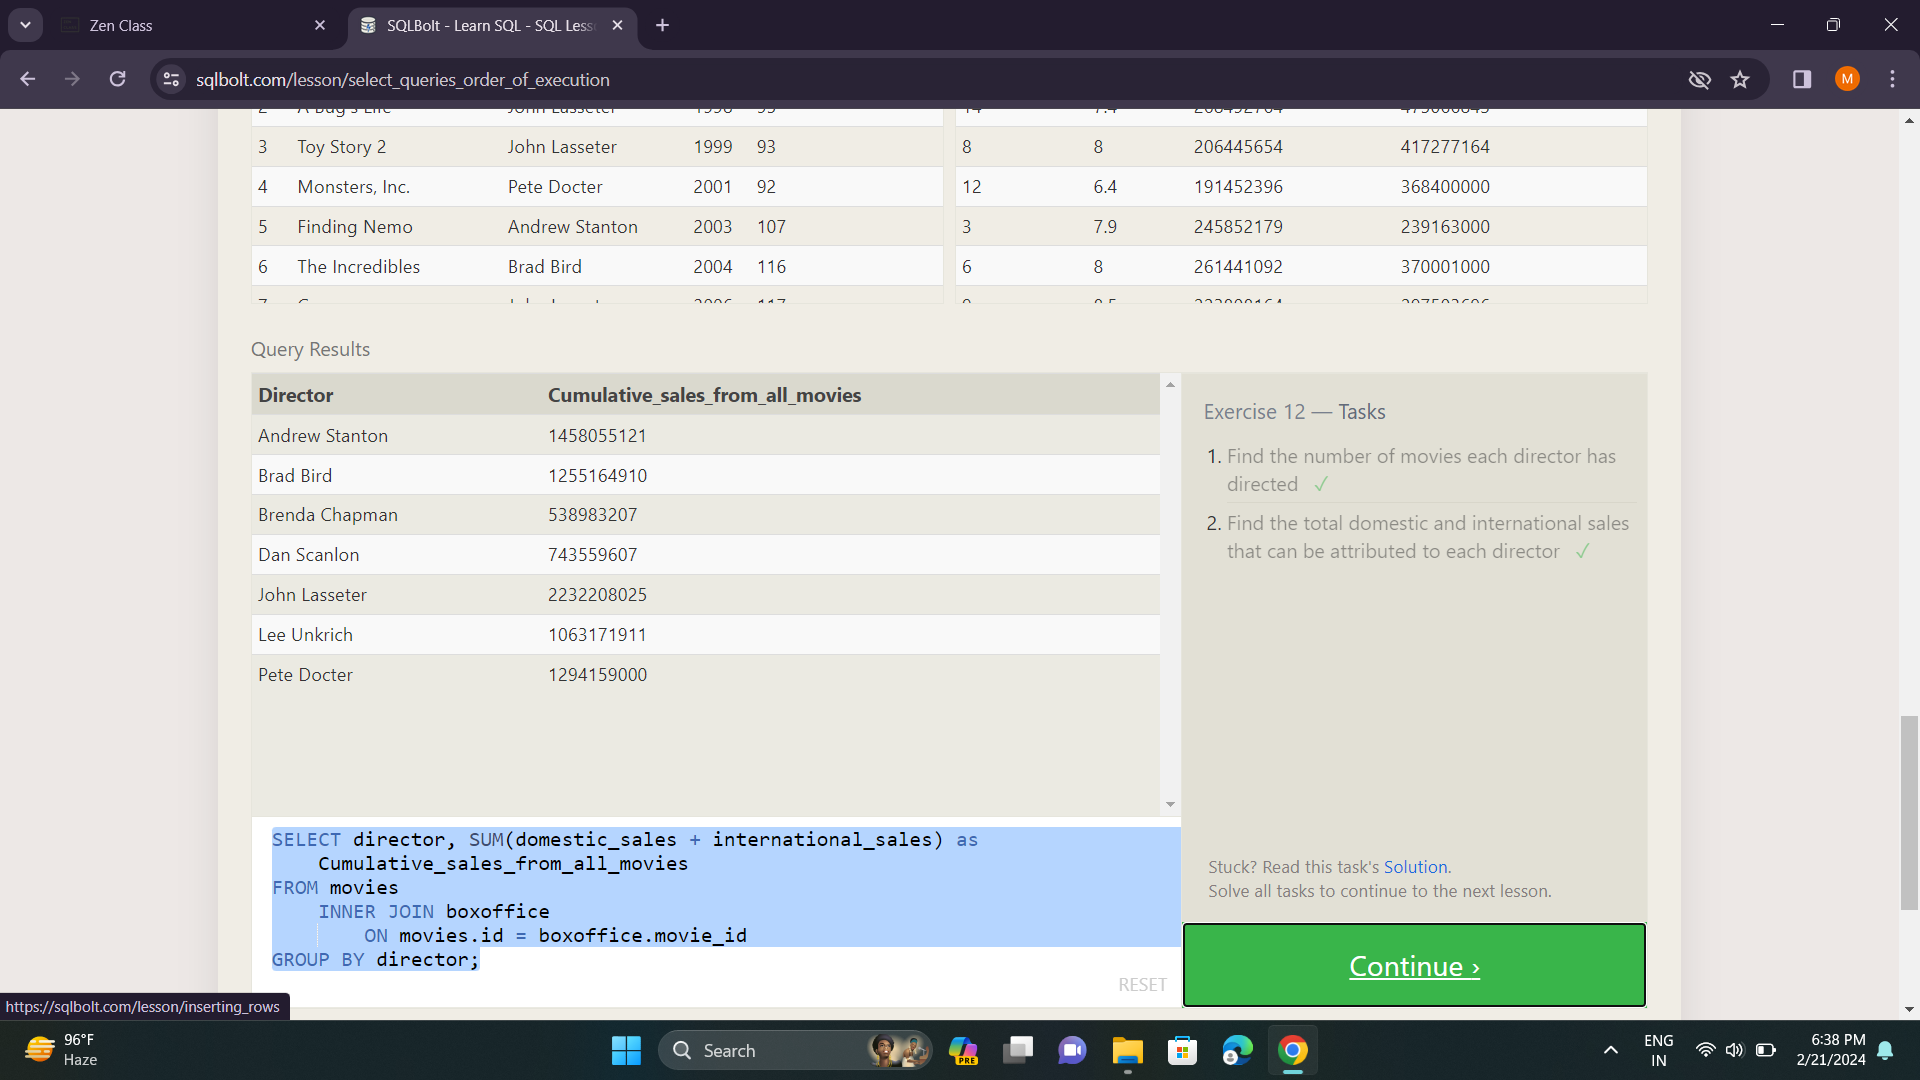 Zen Class
SQLBolt - Learn SQL - SQL Less
sqlbolt.com/lesson/select_queries_order_of_execution
M
2 A Bug's Life John Lasseter 1998 95
3 Toy Story 2 John Lasseter 1999 93
4 Monsters, Inc. Pete Docter 2001 92
5 Finding Nemo Andrew Stanton 2003 107
6 The Incredibles Brad Bird 2004 116
8 8 206445654 417277164
12 6.4 191452396 368400000
3 7.9 245852179 239163000
6 8 261441092 370001000
Query Results
Director Cumulative_sales_from_all_movies
Andrew Stanton 1458055121
Brad Bird 1255164910
Brenda Chapman 538983207
Dan Scanlon 743559607
John Lasseter 2232208025
Lee Unkrich 1063171911
Pete Docter 1294159000
Exercise 12 — Tasks
1. Find the number of movies each director has
directed ✓
2. Find the total domestic and international sales
that can be attributed to each director ✓
SELECT director, SUM(domestic_sales + international_sales) as
Cumulative_sales_from_all_movies
FROM movies
INNER JOIN boxoffice
ON movies.id = boxoffice.movie_id
GROUP BY director;
RESET
Stuck? Read this task's Solution.
Solve all tasks to continue to the next lesson.
Continue ›
https://sqlbolt.com/lesson/inserting_rows
96°F
Haze
Search
PRE
ENG
IN
6:38 PM
2/21/2024